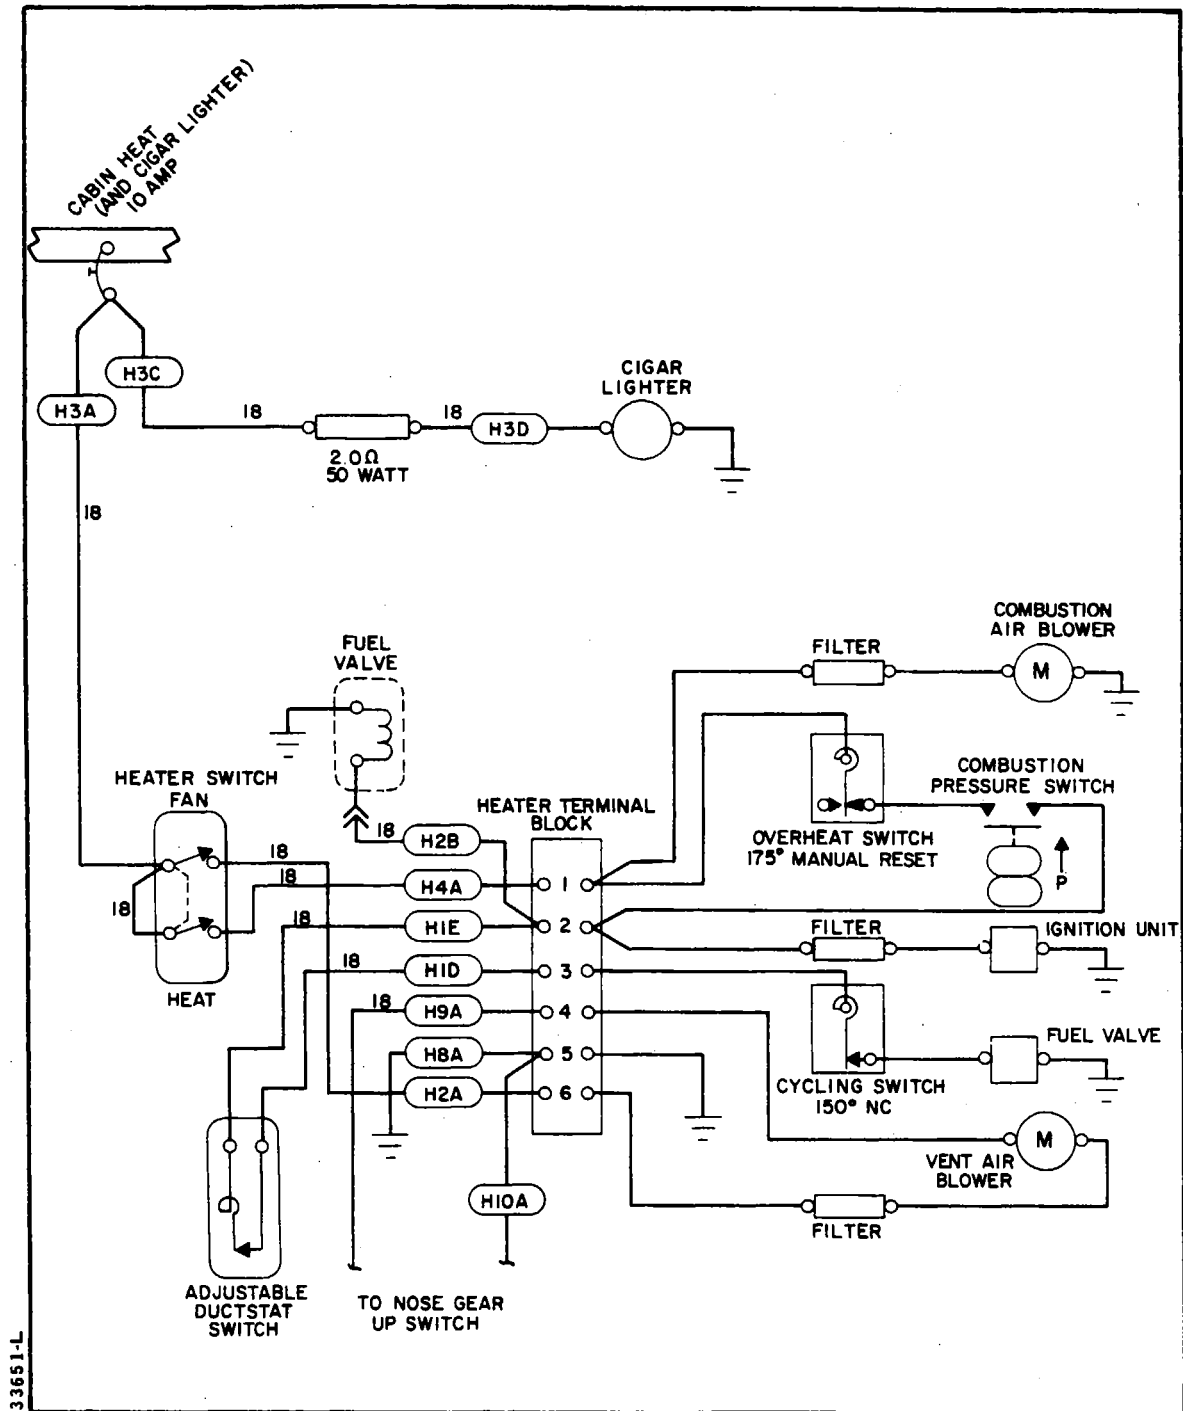 CABIN HEAT
(AND CIGAR LIGHTER)
10 AMP
H3C
H3A
CIGAR
LIGHTER
18
18
H3D
2.0Ω
50 WATT
18
COMBUSTION
AIR BLOWER
FUEL
VALVE
FILTER
M
HEATER SWITCH
FAN
COMBUSTION
PRESSURE SWITCH
HEATER TERMINAL
BLOCK
18
H2B
OVERHEAT SWITCH
175° MANUAL RESET
P
18
18
H4A
1
18
18
H1E
2
FILTER
IGNITION UNIT
18
H1D
3
HEAT
18
H9A
4
FUEL VALVE
H8A
5
CYCLING SWITCH
150° NC
H2A
6
M
VENT AIR
BLOWER
H10A
FILTER
ADJUSTABLE
DUCTSTAT
SWITCH
TO NOSE GEAR
UP SWITCH
33651-L